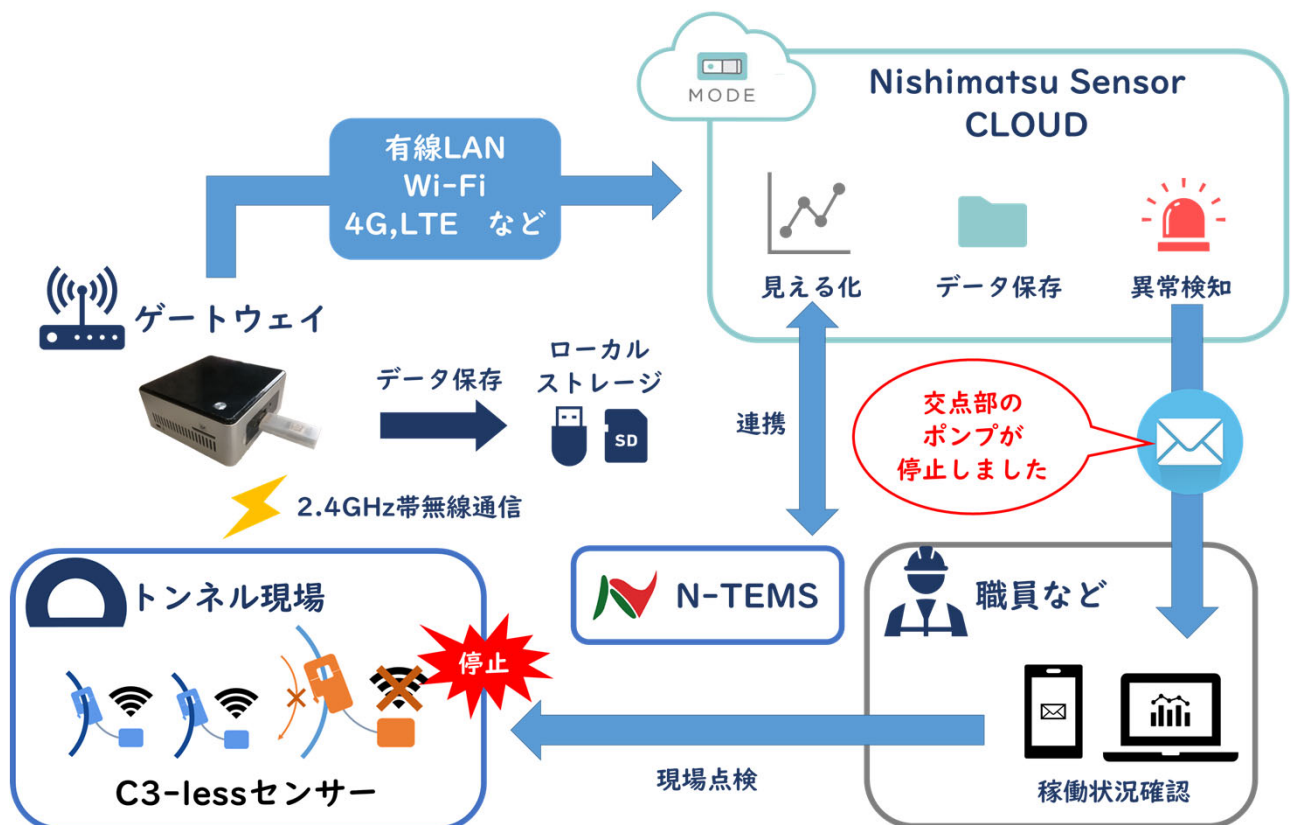 MODE
Nishimatsu Sensor
CLOUD
有線LAN
Wi-Fi
4G,LTE など
見える化
データ保存
異常検知
ゲートウェイ
データ保存
ローカル
ストレージ
SD
連携
交点部の
ポンプが
停止しました
2.4GHz帯無線通信
トンネル現場
停止
C3-lessセンサー
N-TEMS
職員など
現場点検
稼働状況確認